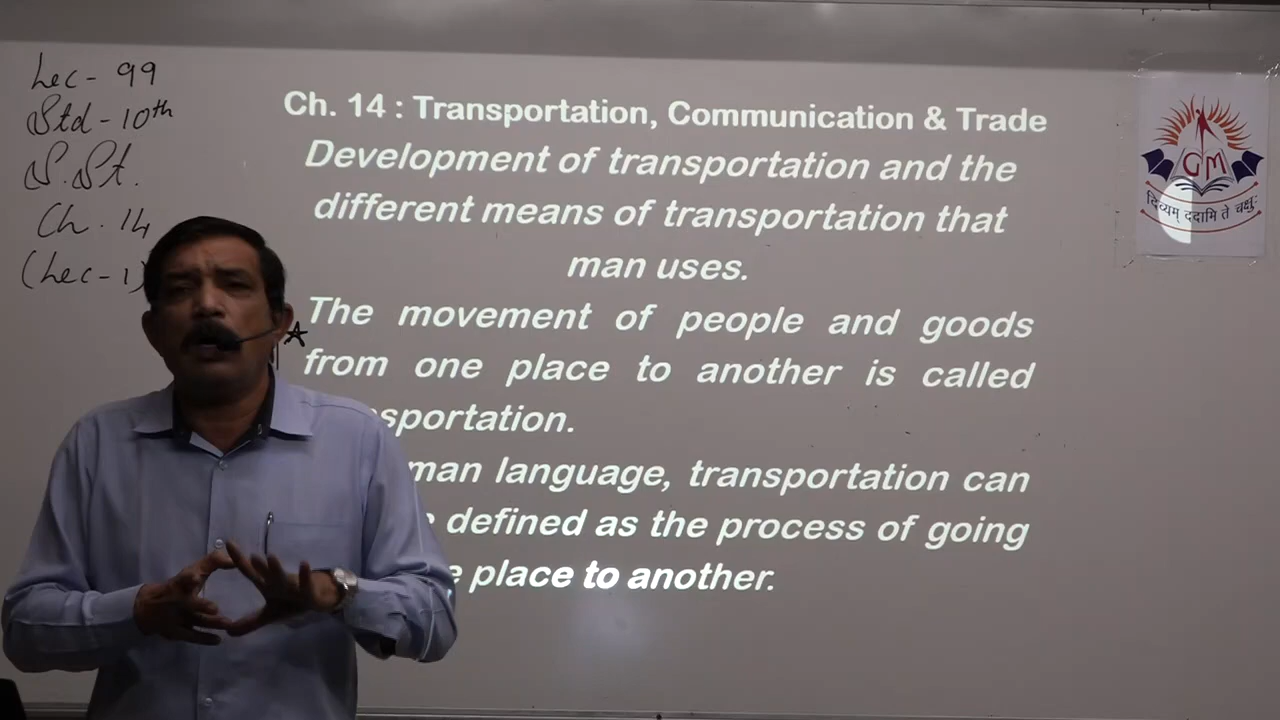 Lec - 99
Std - 10th
S.St.
Ch. 14
(Lec - 1)
Ch. 14 : Transportation, Communication & Trade
Development of transportation and the
different means of transportation that
man uses.
The movement of people and goods
from one place to another is called
sportation.
man language, transportation can
defined as the process of going
place to another.
GM
दिव्यम् ददामि ते चक्षुः